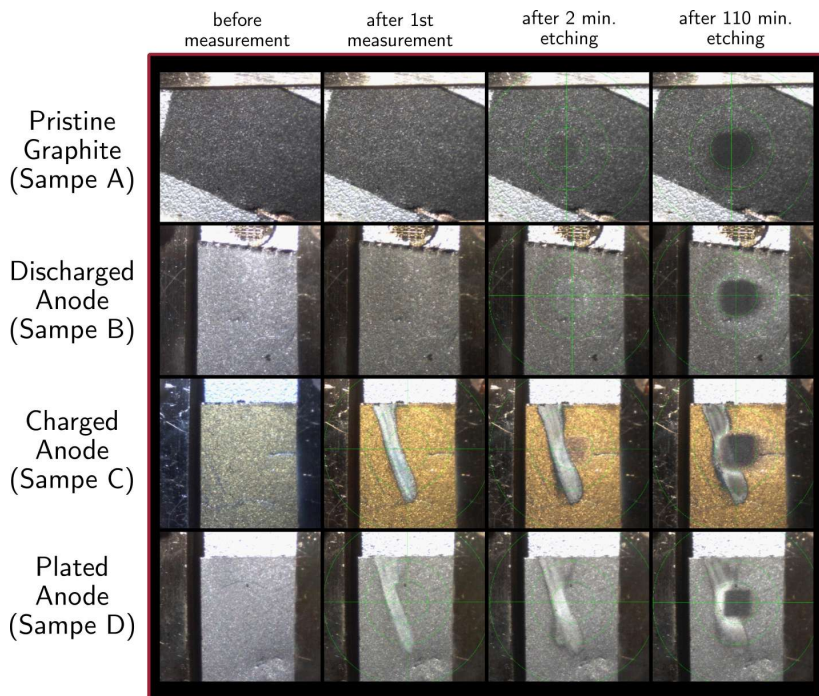 before
measurement
after 1st
measurement
after 2 min.
etching
after 110 min.
etching
Pristine
Graphite
(Sampe A)
Discharged
Anode
(Sampe B)
Charged
Anode
(Sampe C)
Plated
Anode
(Sampe D)